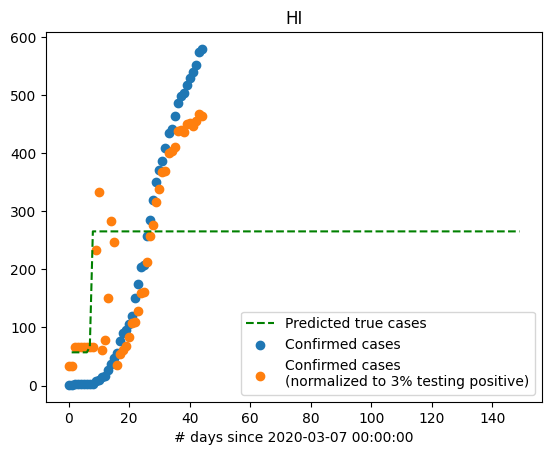 HI
600
500
400
300
200
100
0
Predicted true cases
Confirmed cases
Confirmed cases
(normalized to 3% testing positive)
0 20 40 60 80 100 120 140
# days since 2020-03-07 00:00:00